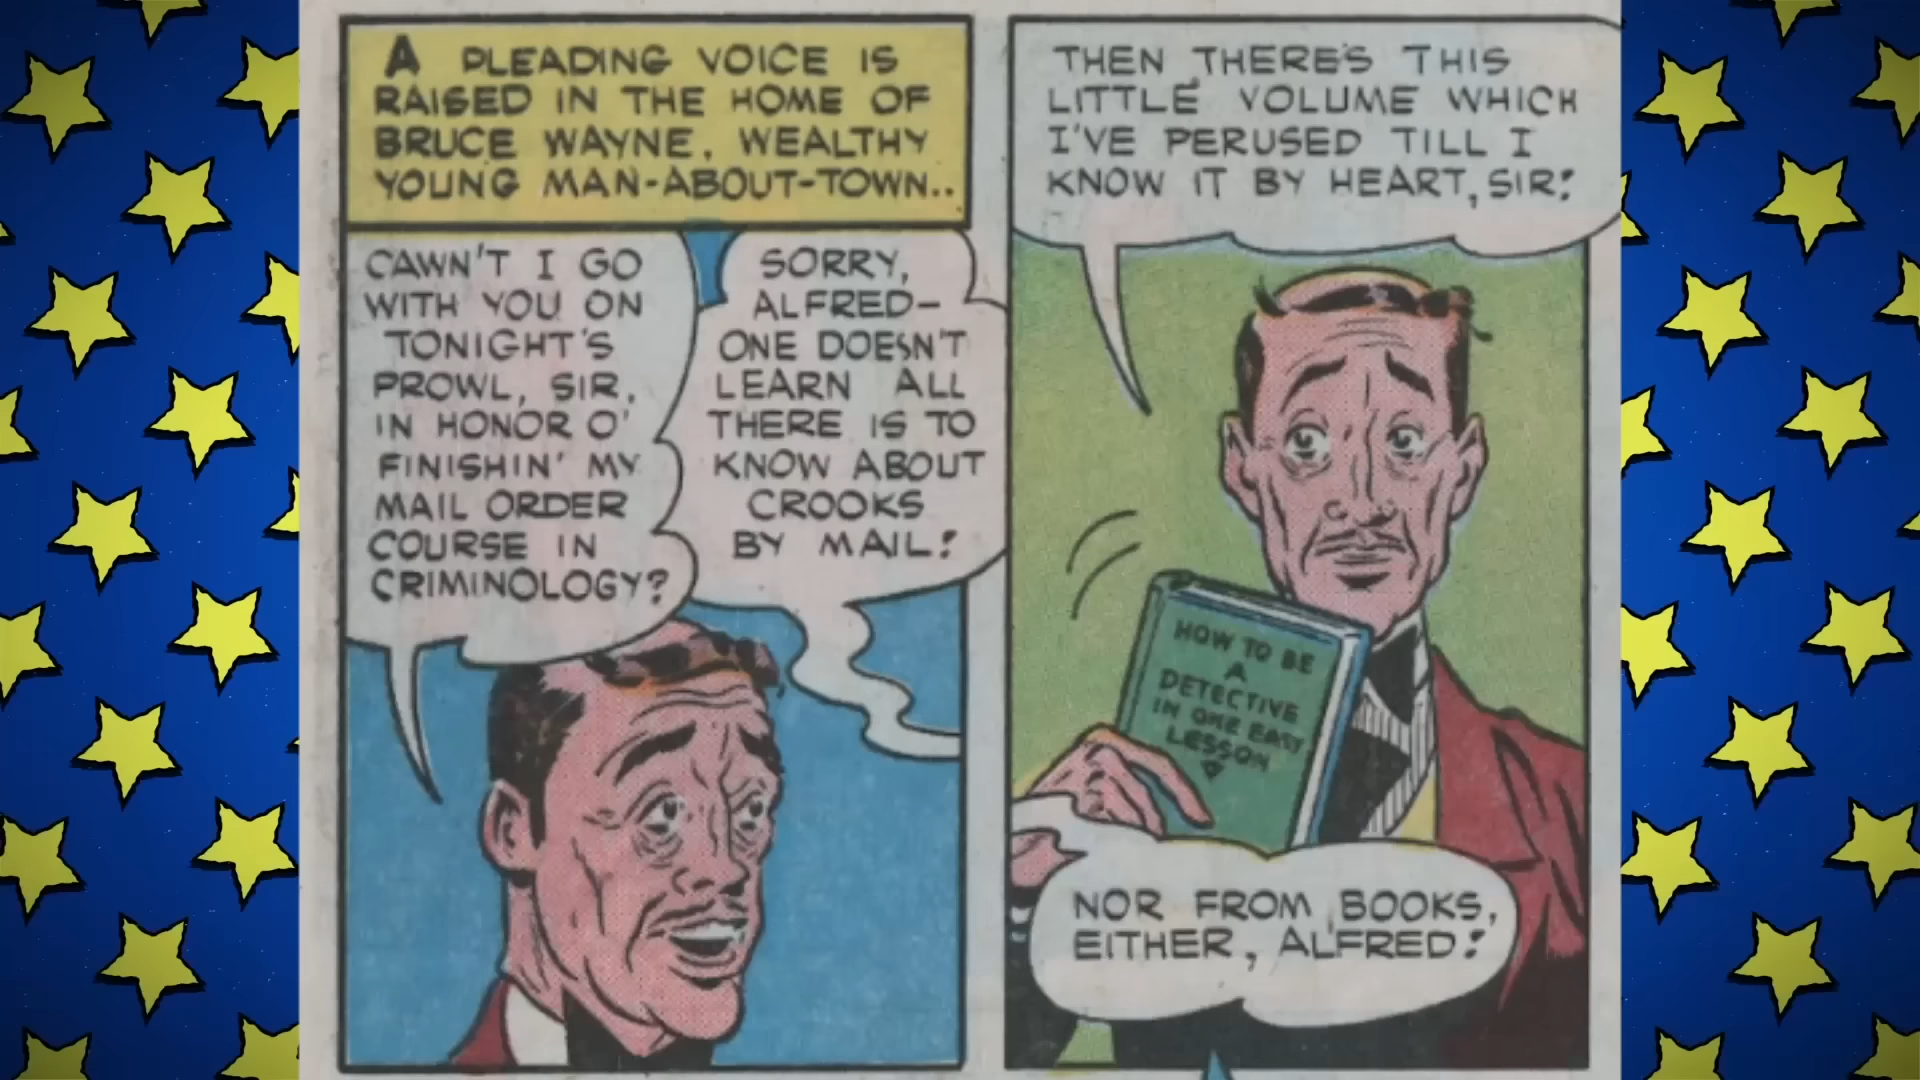 A PLEADING VOICE IS
RAISED IN THE HOME OF
BRUCE WAYNE, WEALTHY
YOUNG MAN-ABOUT-TOWN..
CAWN'T I GO
WITH YOU ON
TONIGHT'S
PROWL, SIR,
IN HONOR O'
FINISHIN' MY
MAIL ORDER
COURSE IN
CRIMINOLOGY?
SORRY,
ALFRED-
ONE DOESN'T
LEARN ALL
THERE IS TO
KNOW ABOUT
CROOKS
BY MAIL!
THEN THERE'S THIS
LITTLE VOLUME WHICH
I'VE PERUSED TILL I
KNOW IT BY HEART, SIR!
HOW TO BE
A
DETECTIVE
IN ONE EASY
LESSON
NOR FROM BOOKS,
EITHER, ALFRED!